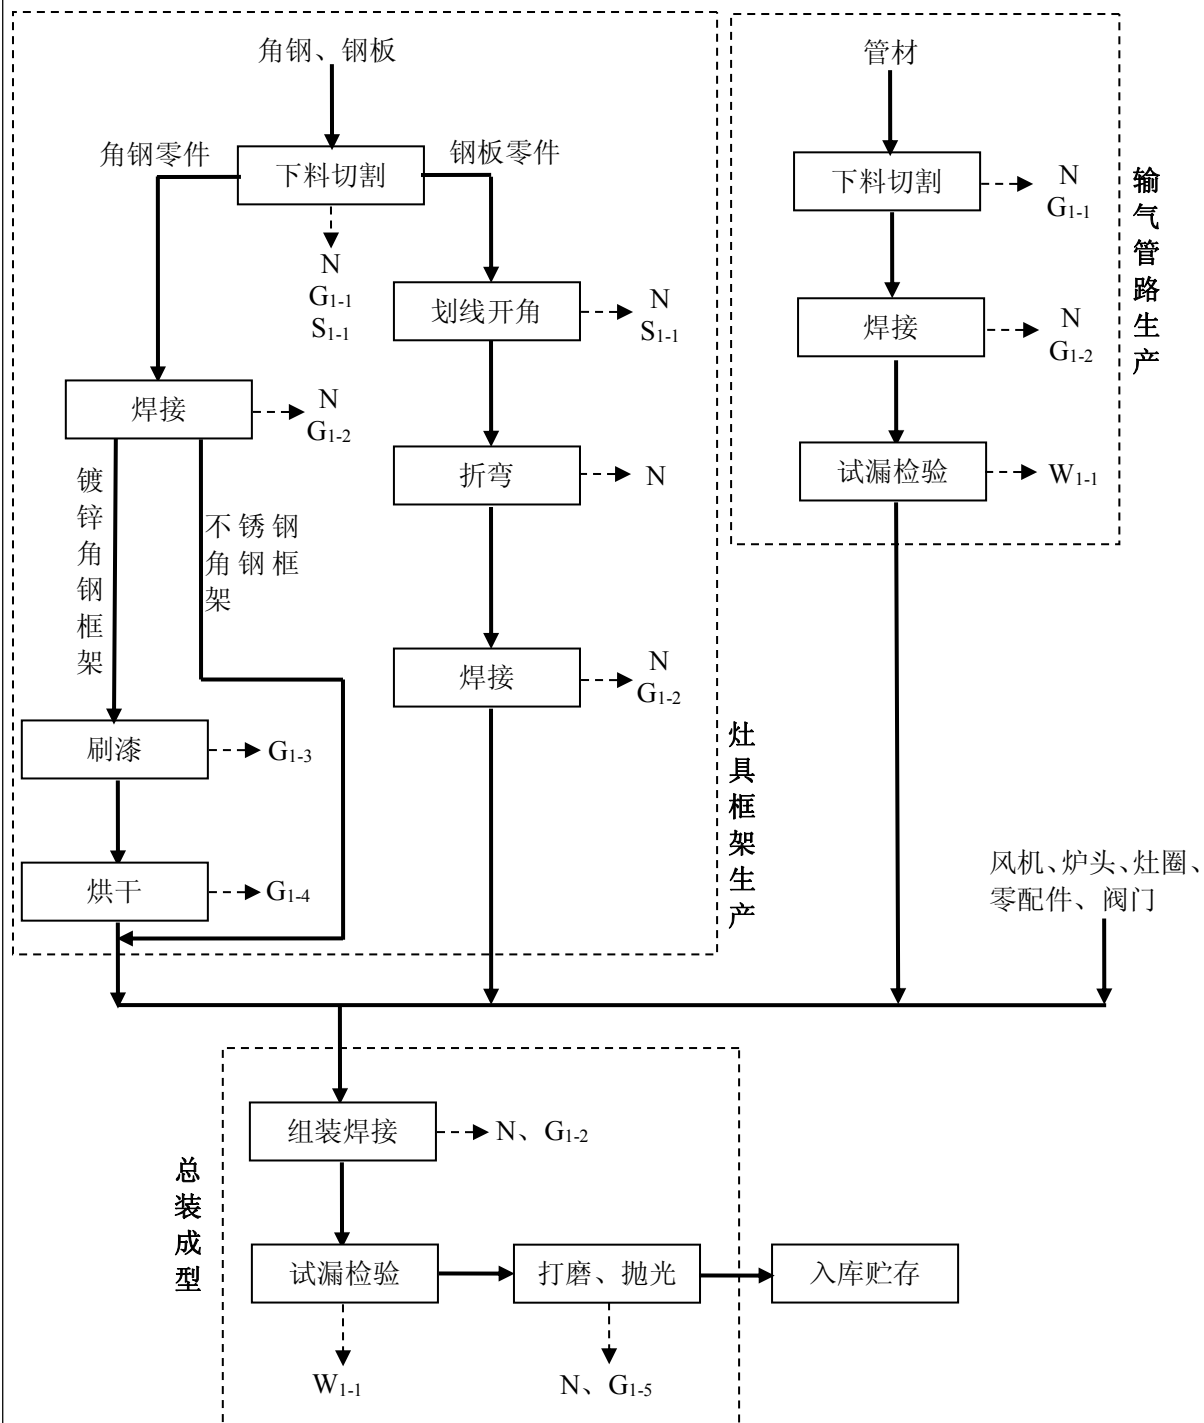 角钢、钢板
角钢零件
下料切割
钢板零件
N
G1-1
S1-1
划线开角
N
S1-1
焊接
N
G1-2
镀锌角钢框架
不锈钢
角钢框
架
折弯
N
焊接
N
G1-2
刷漆
G1-3
烘干
G1-4
灶具框架生产
管材
下料切割
N
G1-1
焊接
N
G1-2
试漏检验
W1-1
输气管路生产
风机、炉头、灶圈、
零配件、阀门
组装焊接
N、G1-2
总装成型
试漏检验
打磨、抛光
入库贮存
W1-1
N、G1-5